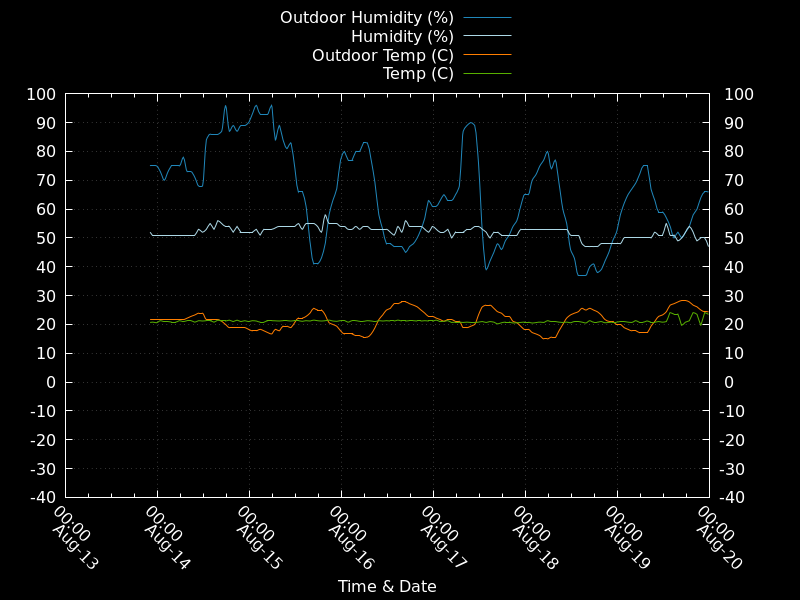 Outdoor Humidity (%)
Humidity (%)
Outdoor Temp (C)
Temp (C)
100 100
90 90
80 80
70 70
60 60
50 50
40 40
30 30
20 20
10 10
0 0
-10 -10
-20 -20
-30 -30
-40 -40
00:00 Aug-13
00:00 Aug-14
00:00 Aug-15
00:00 Aug-16
00:00 Aug-17
00:00 Aug-18
00:00 Aug-19
00:00 Aug-20
Time & Date